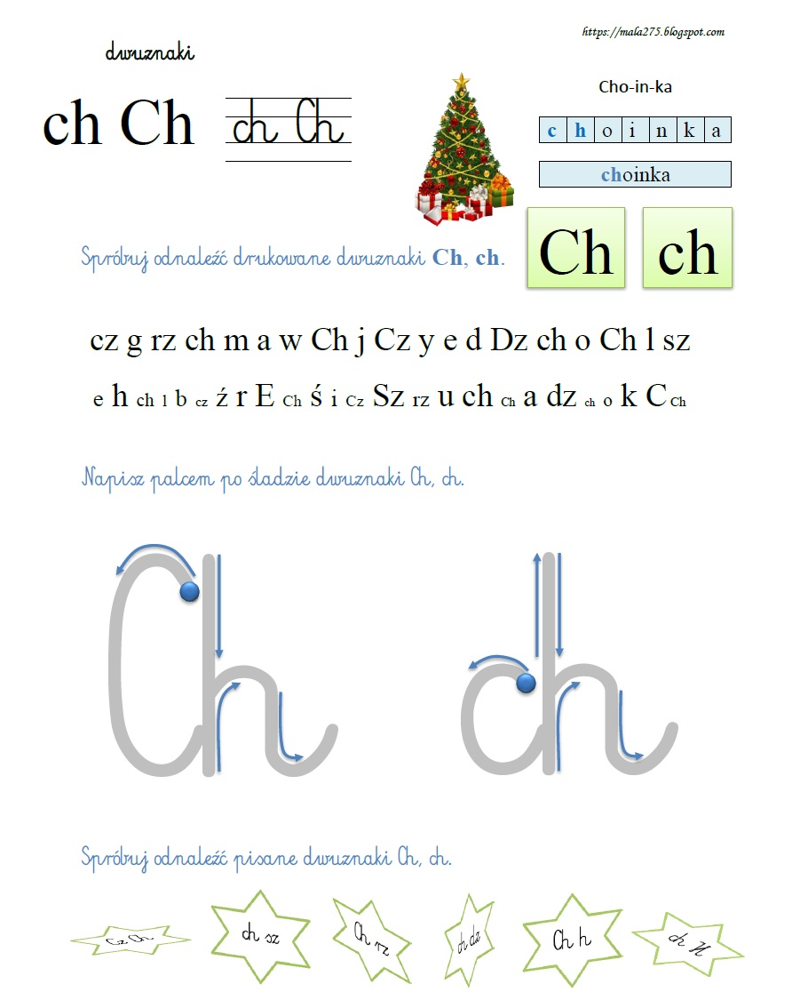 https://mala275.blogspot.com
dwuznaki
Cho-in-ka
ch Ch
ch Ch
c h o i n k a
choinka
Ch ch
Spróbuj odnaleźć drukowane dwuznaki Ch, ch.
cz g rz ch m a w Ch j Cz y e d Dz ch o Ch l sz
e h ch l b cz ź r E Ch ś i Cz Sz rz u ch Ch a dz ch o k C Ch
Napisz palcem po śladzie dwuznaki Ch, ch.
Ch ch
Spróbuj odnaleźć pisane dwuznaki Ch, ch.
Cz Ch
ch sz
Ch rz
ch dz
Ch h
ch H